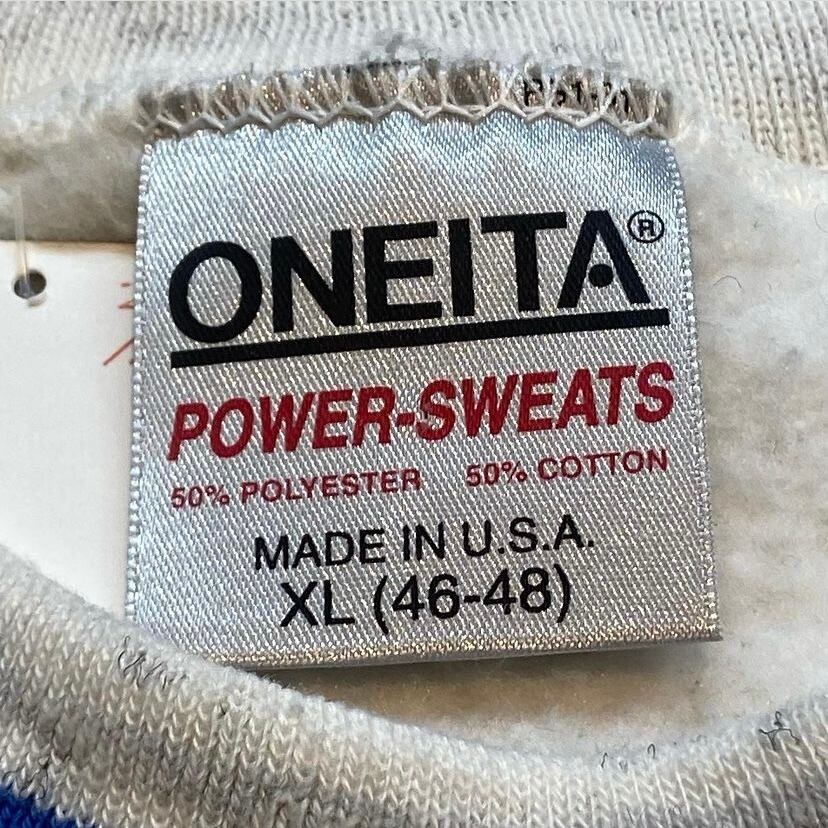 ONEITA®
POWER-SWEATS
50% POLYESTER 50% COTTON
MADE IN U.S.A.
XL (46-48)